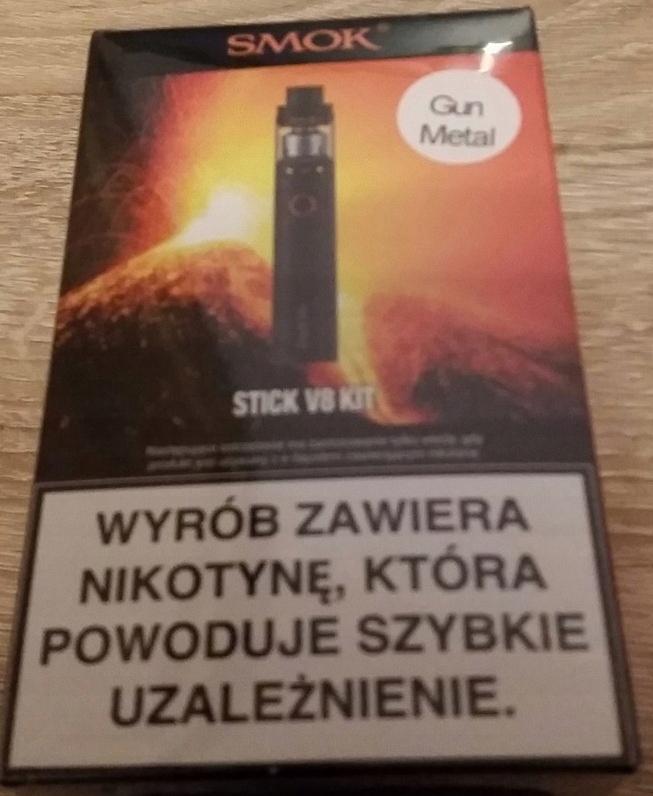 SMOK®
Gun
Metal
STICK V8 KIT
WYRÓB ZAWIERA
NIKOTYNĘ, KTÓRA
POWODUJE SZYBKIE
UZALEŻNIENIE.